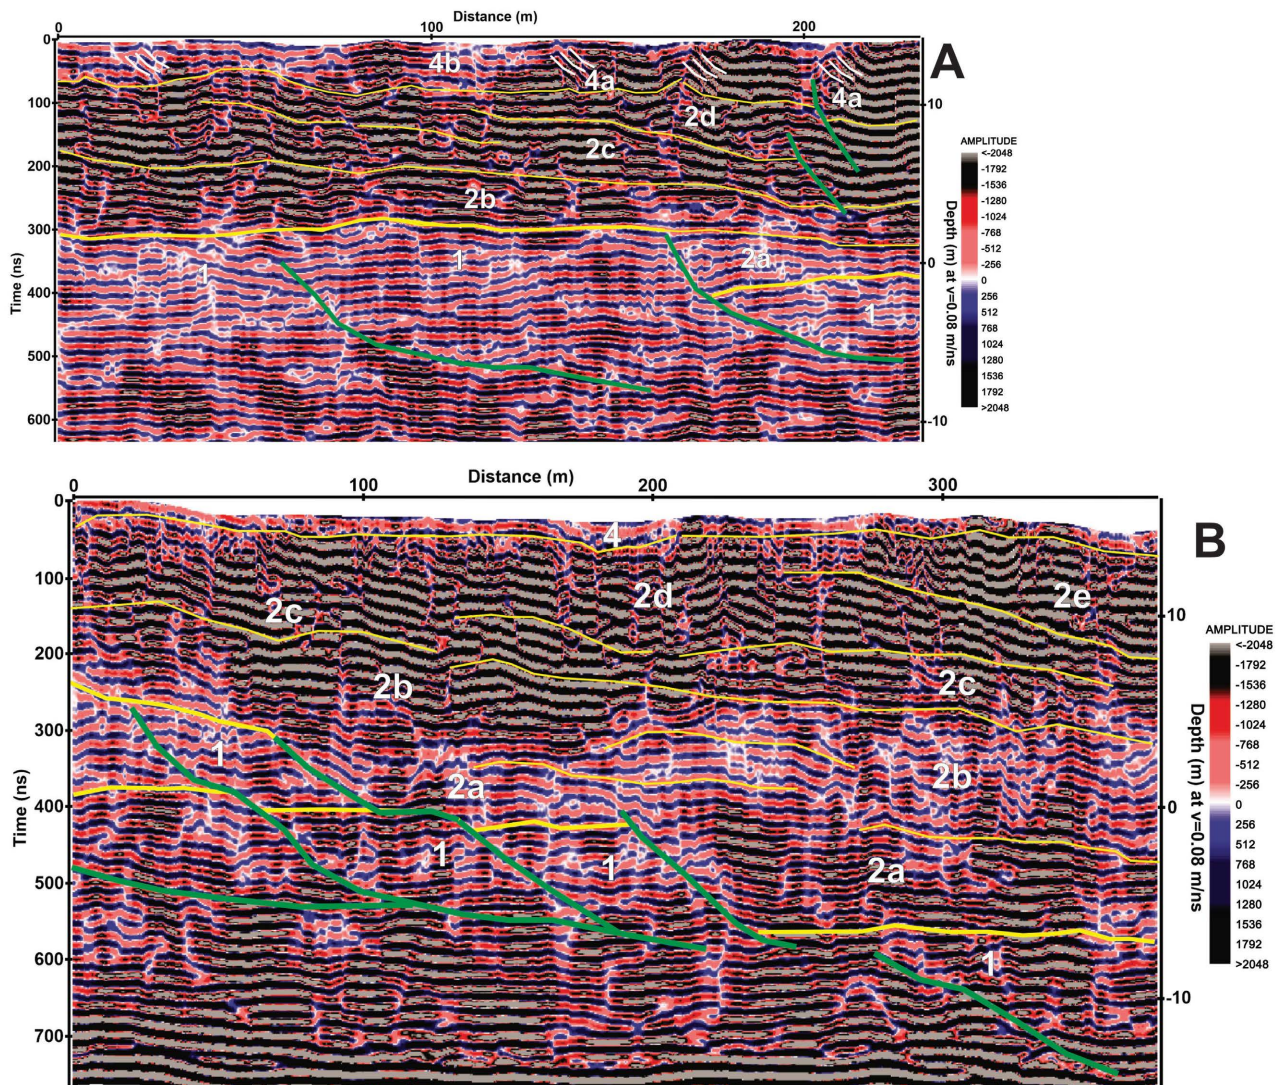 Distance (m)
0 100 200
A
0
100
200
300
400
500
600
Time (ns)
4b
4a
4a
2d
2c
2b
2a
1
1
1
10
0
-10
Depth (m) at v=0.08 m/ns
AMPLITUDE
<-2048
-1792
-1536
-1280
-1024
-768
-512
-256
0
256
512
768
1024
1280
1536
1792
>2048
Distance (m)
0 100 200 300
B
0
100
200
300
400
500
600
700
Time (ns)
4
2d
2e
2c
2b
2c
1
2a
2b
1
1
2a
1
10
0
-10
Depth (m) at v=0.08 m/ns
AMPLITUDE
<-2048
-1792
-1536
-1280
-1024
-768
-512
-256
0
256
512
768
1024
1280
1536
1792
>2048